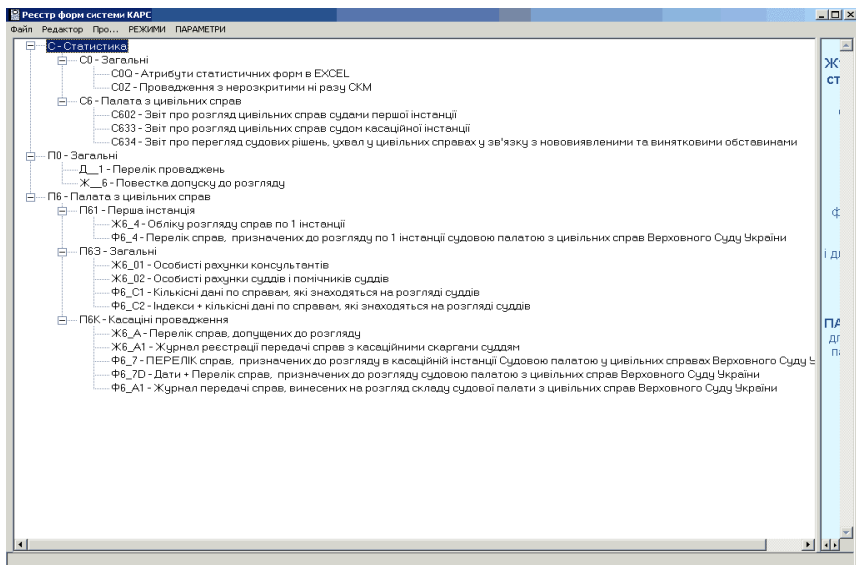 Реєстр форм системи КАРС
Файл Редактор Про... РЕЖИМИ ПАРАМЕТРИ
С - Статистика
С0 - Загальні
С0Q - Атрибути статистичних форм в EXCEL
С0Z - Провадження з нерозкритими ні разу СКМ
С6 - Палата з цивільних справ
С602 - Звіт про розгляд цивільних справ судами першої інстанції
С633 - Звіт про розгляд цивільних справ судом касаційної інстанції
С634 - Звіт про перегляд судових рішень, ухвал у цивільних справах у зв'язку з нововиявленими та винятковими обставинами
П0 - Загальні
Д__1 - Перелік проваджень
Ж__6 - Повестка допуску до розгляду
П6 - Палата з цивільних справ
П61 - Перша інстанція
Ж6_4 - Обліку розгляду справ по 1 інстанції
Ф6_4 - Перелік справ, призначених до розгляду по 1 інстанції судовою палатою з цивільних справ Верховного Суду України
П6З - Загальні
Ж6_01 - Особисті рахунки консультантів
Ж6_02 - Особисті рахунки суддів і помічників суддів
Ф6_С1 - Кількісні дані по справам, які знаходяться на розгляді суддів
Ф6_С2 - Індекси + кількісні дані по справам, які знаходяться на розгляді суддів
П6К - Касаціні провадження
Ж6_А - Перелік справ, допущених до розгляду
Ж6_А1 - Журнал реєстрації передачі справ з касаційними скаргами суддям
Ф6_7 - ПЕРЕЛІК справ, призначених до розгляду в касаційній інстанції Судовою палатою у цивільних справах Верховного Суду У
Ф6_7D - Дати + Перелік справ, призначених до розгляду судовою палатою з цивільних справ Верховного Суду України
Ф6_А1 - Журнал передачі справ, винесених на розгляд складу судової палати з цивільних справ Верховного Суду України